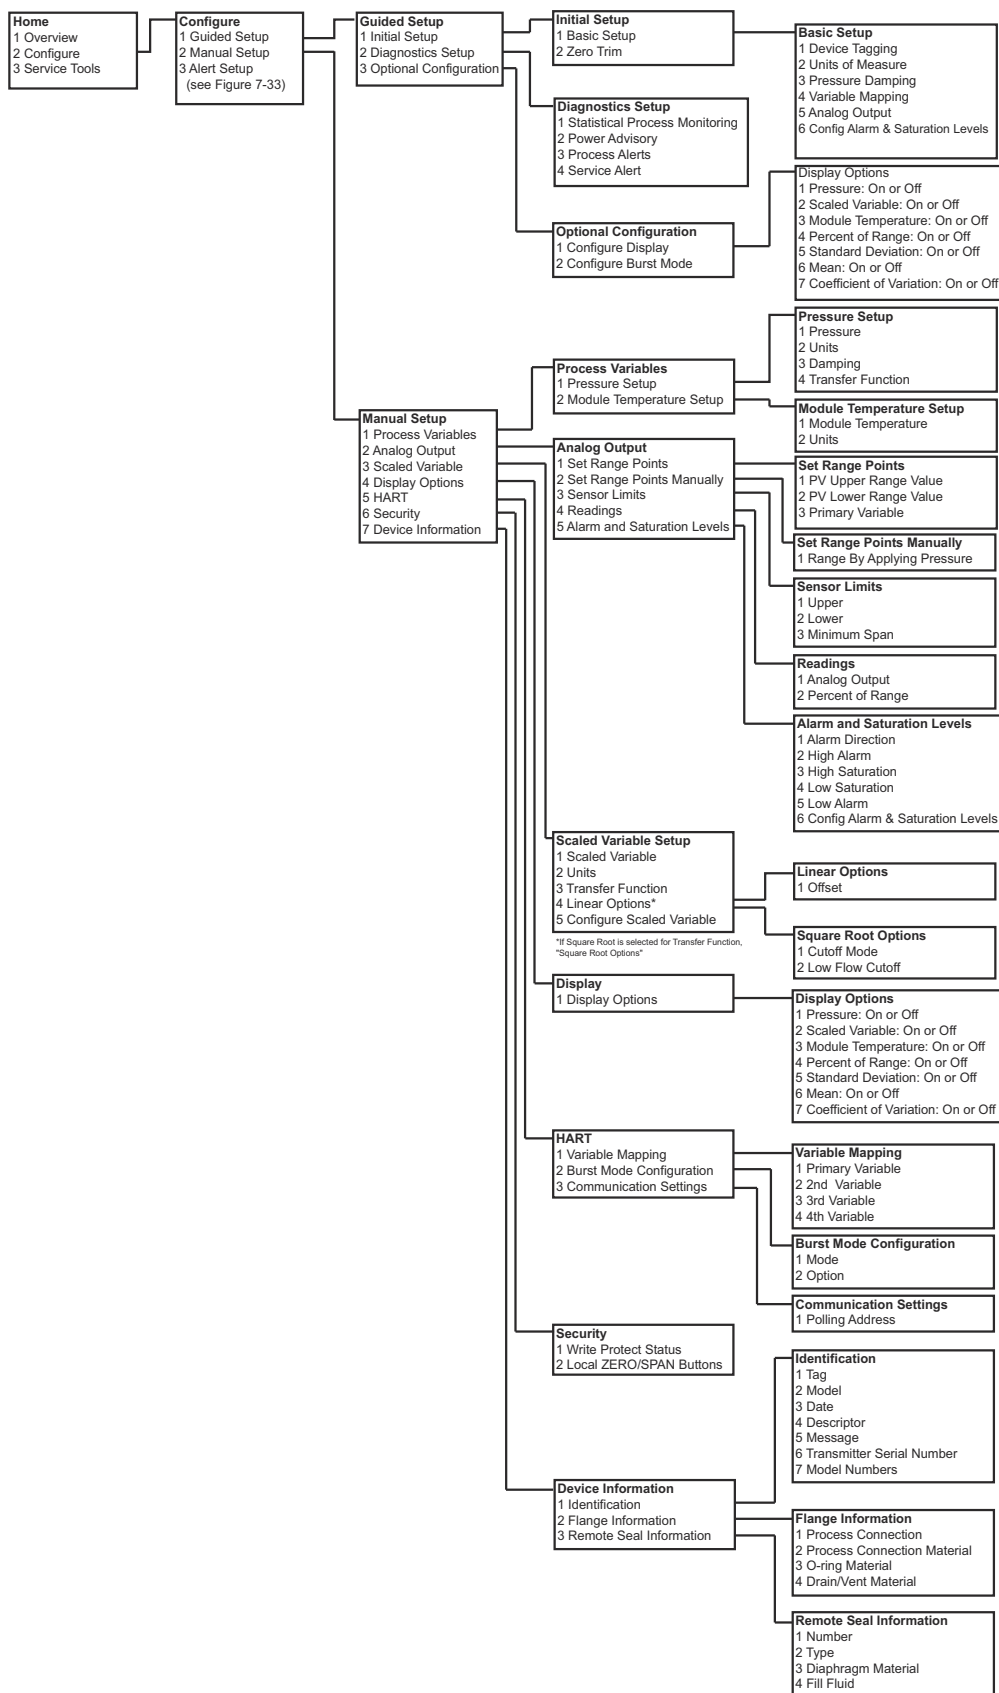 Home
1 Overview
2 Configure
3 Service Tools
Configure
1 Guided Setup
2 Manual Setup
3 Alert Setup
(see Figure 7-33)
Guided Setup
1 Initial Setup
2 Diagnostics Setup
3 Optional Configuration
Initial Setup
1 Basic Setup
2 Zero Trim
Basic Setup
1 Device Tagging
2 Units of Measure
3 Pressure Damping
4 Variable Mapping
5 Analog Output
6 Config Alarm & Saturation Levels
Diagnostics Setup
1 Statistical Process Monitoring
2 Power Advisory
3 Process Alerts
4 Service Alert
Optional Configuration
1 Configure Display
2 Configure Burst Mode
Display Options
1 Pressure: On or Off
2 Scaled Variable: On or Off
3 Module Temperature: On or Off
4 Percent of Range: On or Off
5 Standard Deviation: On or Off
6 Mean: On or Off
7 Coefficient of Variation: On or Off
Manual Setup
1 Process Variables
2 Analog Output
3 Scaled Variable
4 Display Options
5 HART
6 Security
7 Device Information
Process Variables
1 Pressure Setup
2 Module Temperature Setup
Pressure Setup
1 Pressure
2 Units
3 Damping
4 Transfer Function
Module Temperature Setup
1 Module Temperature
2 Units
Analog Output
1 Set Range Points
2 Set Range Points Manually
3 Sensor Limits
4 Readings
5 Alarm and Saturation Levels
Set Range Points
1 PV Upper Range Value
2 PV Lower Range Value
3 Primary Variable
Set Range Points Manually
1 Range By Applying Pressure
Sensor Limits
1 Upper
2 Lower
3 Minimum Span
Readings
1 Analog Output
2 Percent of Range
Alarm and Saturation Levels
1 Alarm Direction
2 High Alarm
3 High Saturation
4 Low Saturation
5 Low Alarm
6 Config Alarm & Saturation Levels
Scaled Variable Setup
1 Scaled Variable
2 Units
3 Transfer Function
4 Linear Options*
5 Configure Scaled Variable
*If Square Root is selected for Transfer Function,
"Square Root Options"
Linear Options
1 Offset
Square Root Options
1 Cutoff Mode
2 Low Flow Cutoff
Display
1 Display Options
Display Options
1 Pressure: On or Off
2 Scaled Variable: On or Off
3 Module Temperature: On or Off
4 Percent of Range: On or Off
5 Standard Deviation: On or Off
6 Mean: On or Off
7 Coefficient of Variation: On or Off
HART
1 Variable Mapping
2 Burst Mode Configuration
3 Communication Settings
Variable Mapping
1 Primary Variable
2 2nd Variable
3 3rd Variable
4 4th Variable
Burst Mode Configuration
1 Mode
2 Option
Communication Settings
1 Polling Address
Security
1 Write Protect Status
2 Local ZERO/SPAN Buttons
Device Information
1 Identification
2 Flange Information
3 Remote Seal Information
Identification
1 Tag
2 Model
3 Date
4 Descriptor
5 Message
6 Transmitter Serial Number
7 Model Numbers
Flange Information
1 Process Connection
2 Process Connection Material
3 O-ring Material
4 Drain/Vent Material
Remote Seal Information
1 Number
2 Type
3 Diaphragm Material
4 Fill Fluid